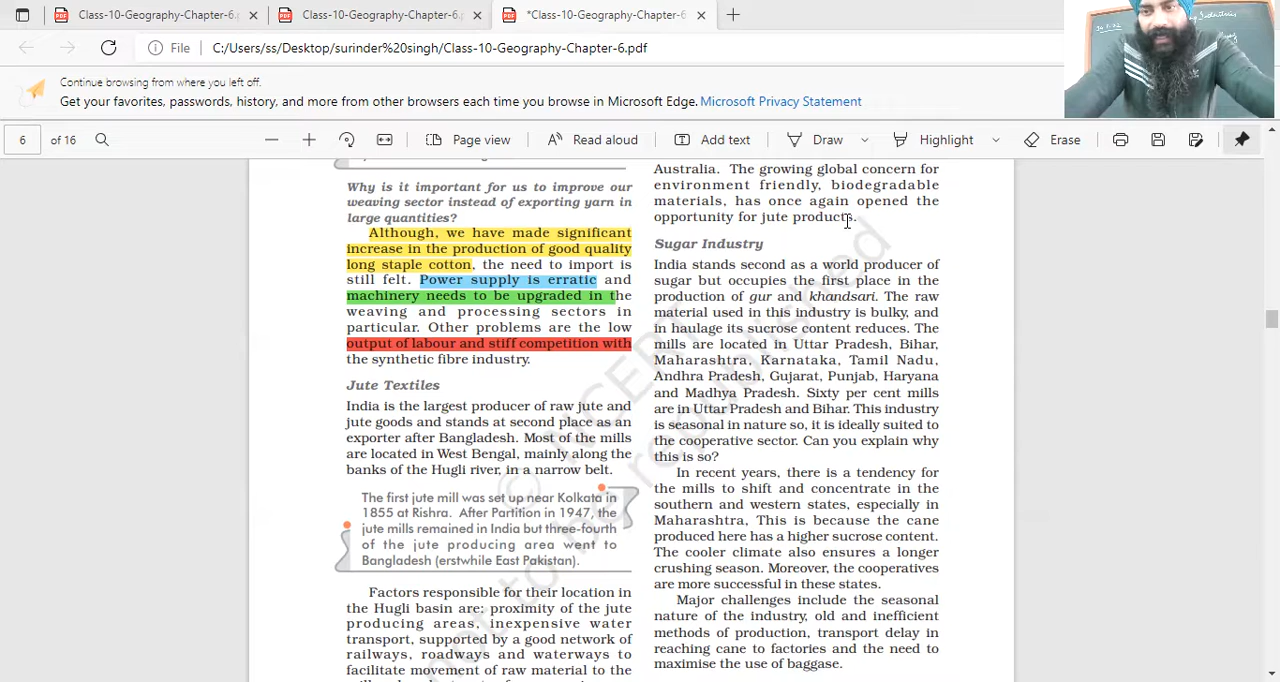 Class-10-Geography-Chapter-6.
Class-10-Geography-Chapter-6.
*Class-10-Geography-Chapter-6
File
C:/Users/ss/Desktop/surinder%20singh/Class-10-Geography-Chapter-6.pdf
Continue browsing from where you left off.
Get your favorites, passwords, history, and more from other browsers each time you browse in Microsoft Edge. Microsoft Privacy Statement
6 of 16
Page view
Read aloud
Add text
Draw
Highlight
Erase
Why is it important for us to improve our
weaving sector instead of exporting yarn in
large quantities?
Although, we have made significant
increase in the production of good quality
long staple cotton, the need to import is
still felt. Power supply is erratic and
machinery needs to be upgraded in the
weaving and processing sectors in
particular. Other problems are the low
output of labour and stiff competition with
the synthetic fibre industry.
Jute Textiles
India is the largest producer of raw jute and
jute goods and stands at second place as an
exporter after Bangladesh. Most of the mills
are located in West Bengal, mainly along the
banks of the Hugli river, in a narrow belt.
The first jute mill was set up near Kolkata in
1855 at Rishra. After Partition in 1947, the
jute mills remained in India but three-fourth
of the jute producing area went to
Bangladesh (erstwhile East Pakistan).
Factors responsible for their location in
the Hugli basin are: proximity of the jute
producing areas, inexpensive water
transport, supported by a good network of
railways, roadways and waterways to
facilitate movement of raw material to the
Australia. The growing global concern for
environment friendly, biodegradable
materials, has once again opened the
opportunity for jute products.
Sugar Industry
India stands second as a world producer of
sugar but occupies the first place in the
production of gur and khandsari. The raw
material used in this industry is bulky, and
in haulage its sucrose content reduces. The
mills are located in Uttar Pradesh, Bihar,
Maharashtra, Karnataka, Tamil Nadu,
Andhra Pradesh, Gujarat, Punjab, Haryana
and Madhya Pradesh. Sixty per cent mills
are in Uttar Pradesh and Bihar. This industry
is seasonal in nature so, it is ideally suited to
the cooperative sector. Can you explain why
this is so?
In recent years, there is a tendency for
the mills to shift and concentrate in the
southern and western states, especially in
Maharashtra, This is because the cane
produced here has a higher sucrose content.
The cooler climate also ensures a longer
crushing season. Moreover, the cooperatives
are more successful in these states.
Major challenges include the seasonal
nature of the industry, old and inefficient
methods of production, transport delay in
reaching cane to factories and the need to
maximise the use of baggase.
© NCERT
not to be republished